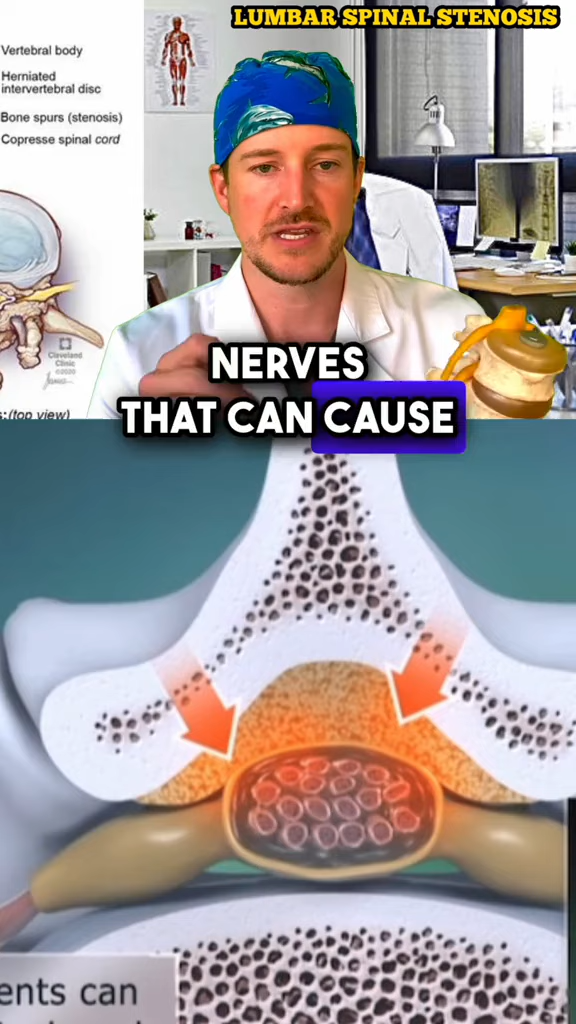 LUMBAR SPINAL STENOSIS
Vertebral body
Herniated
intervertebral disc
Bone spurs (stenosis)
Copresse spinal cord
Cleveland
Clinic
©2020
s:(top view)
NERVES
THAT CAN CAUSE
ents can